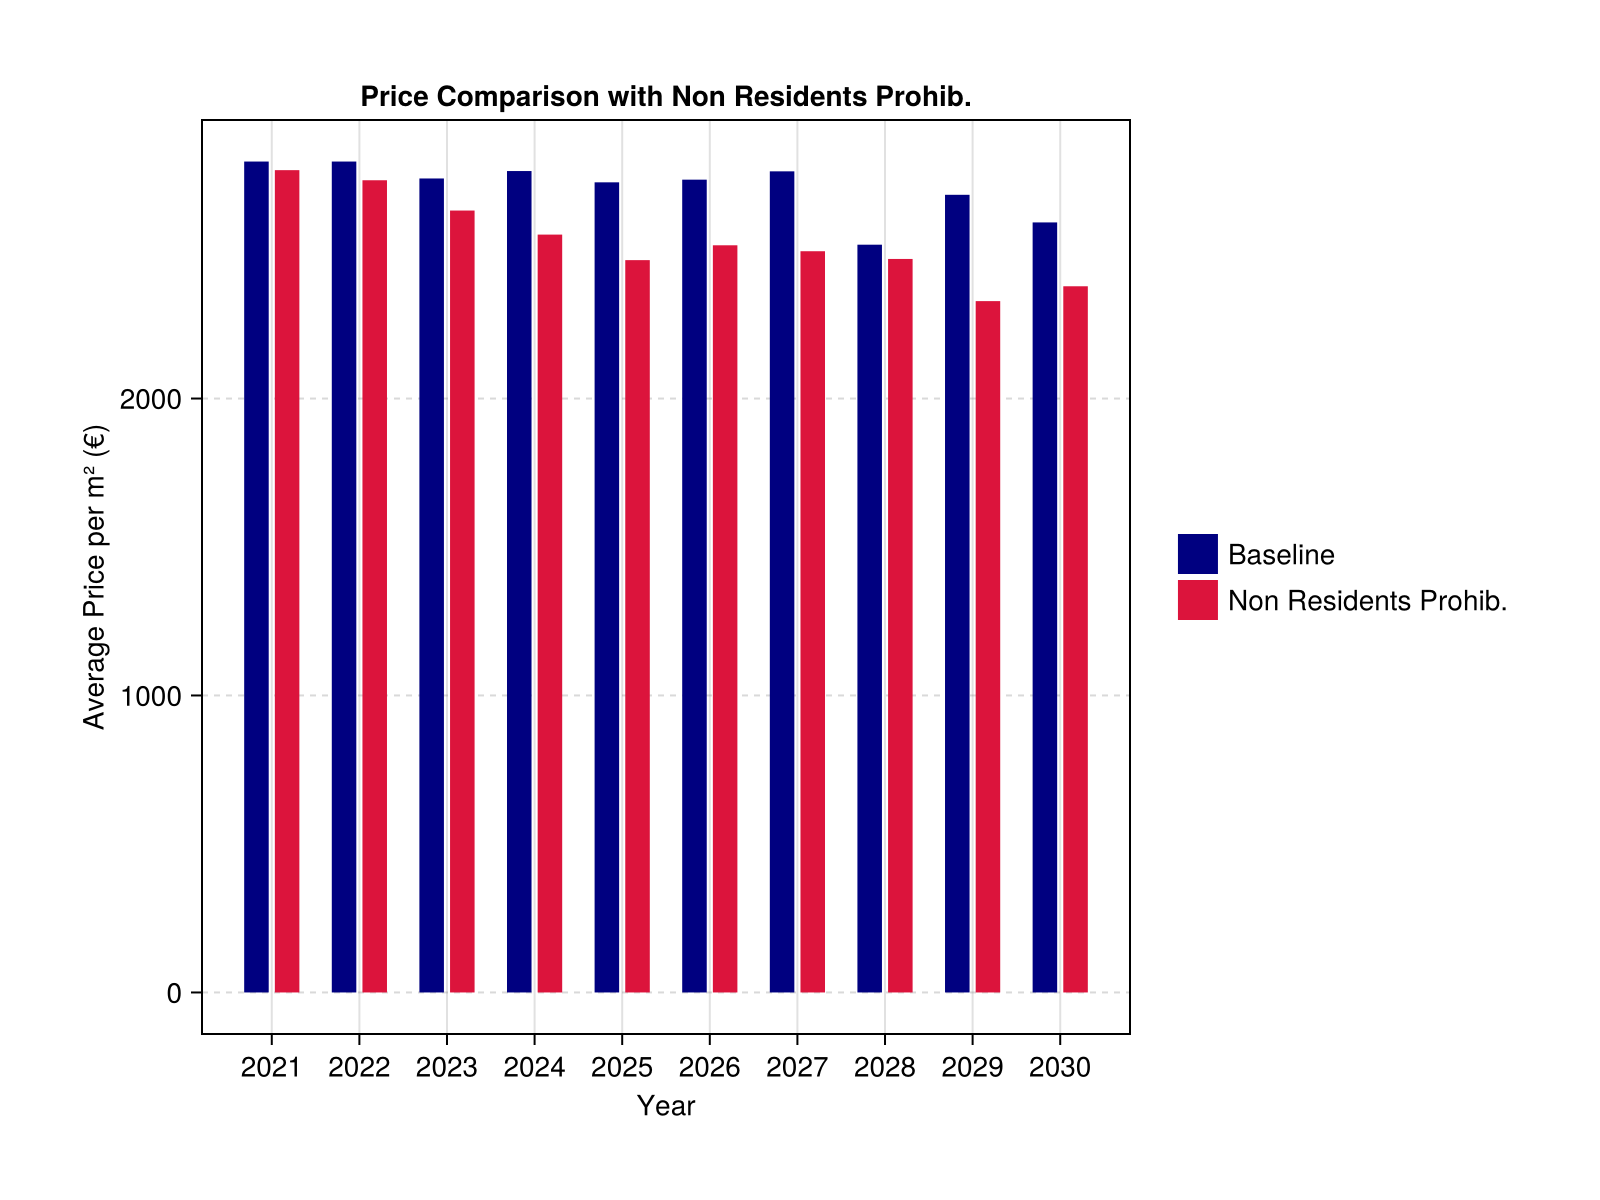 Price Comparison with Non Residents Prohib.
Average Price per m² (€)
2000
1000
0
2021 2022 2023 2024 2025 2026 2027 2028 2029 2030
Year
Baseline
Non Residents Prohib.